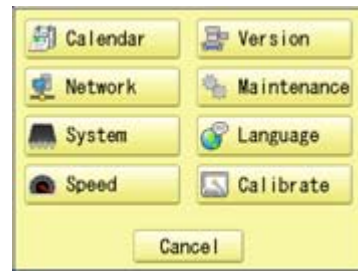 Calendar
Version
Network
Maintenance
System
Language
Speed
Calibrate
Cancel